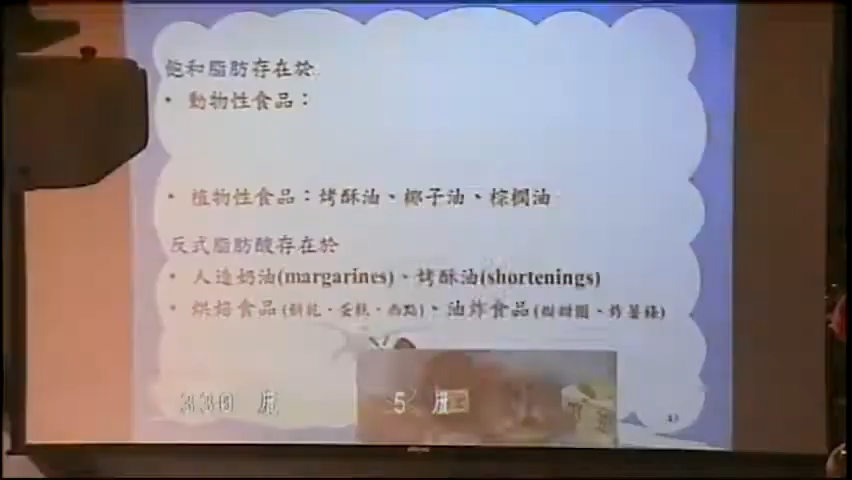 飽和脂肪存在於
• 動物性食品：
• 植物性食品：烤酥油、椰子油、棕櫚油
反式脂肪酸存在於
• 人造奶油(margarines)、烤酥油(shortenings)
• 烘焙食品(餅乾、蛋糕、西點)、油炸食品(甜甜圈、炸薯條)
330
5